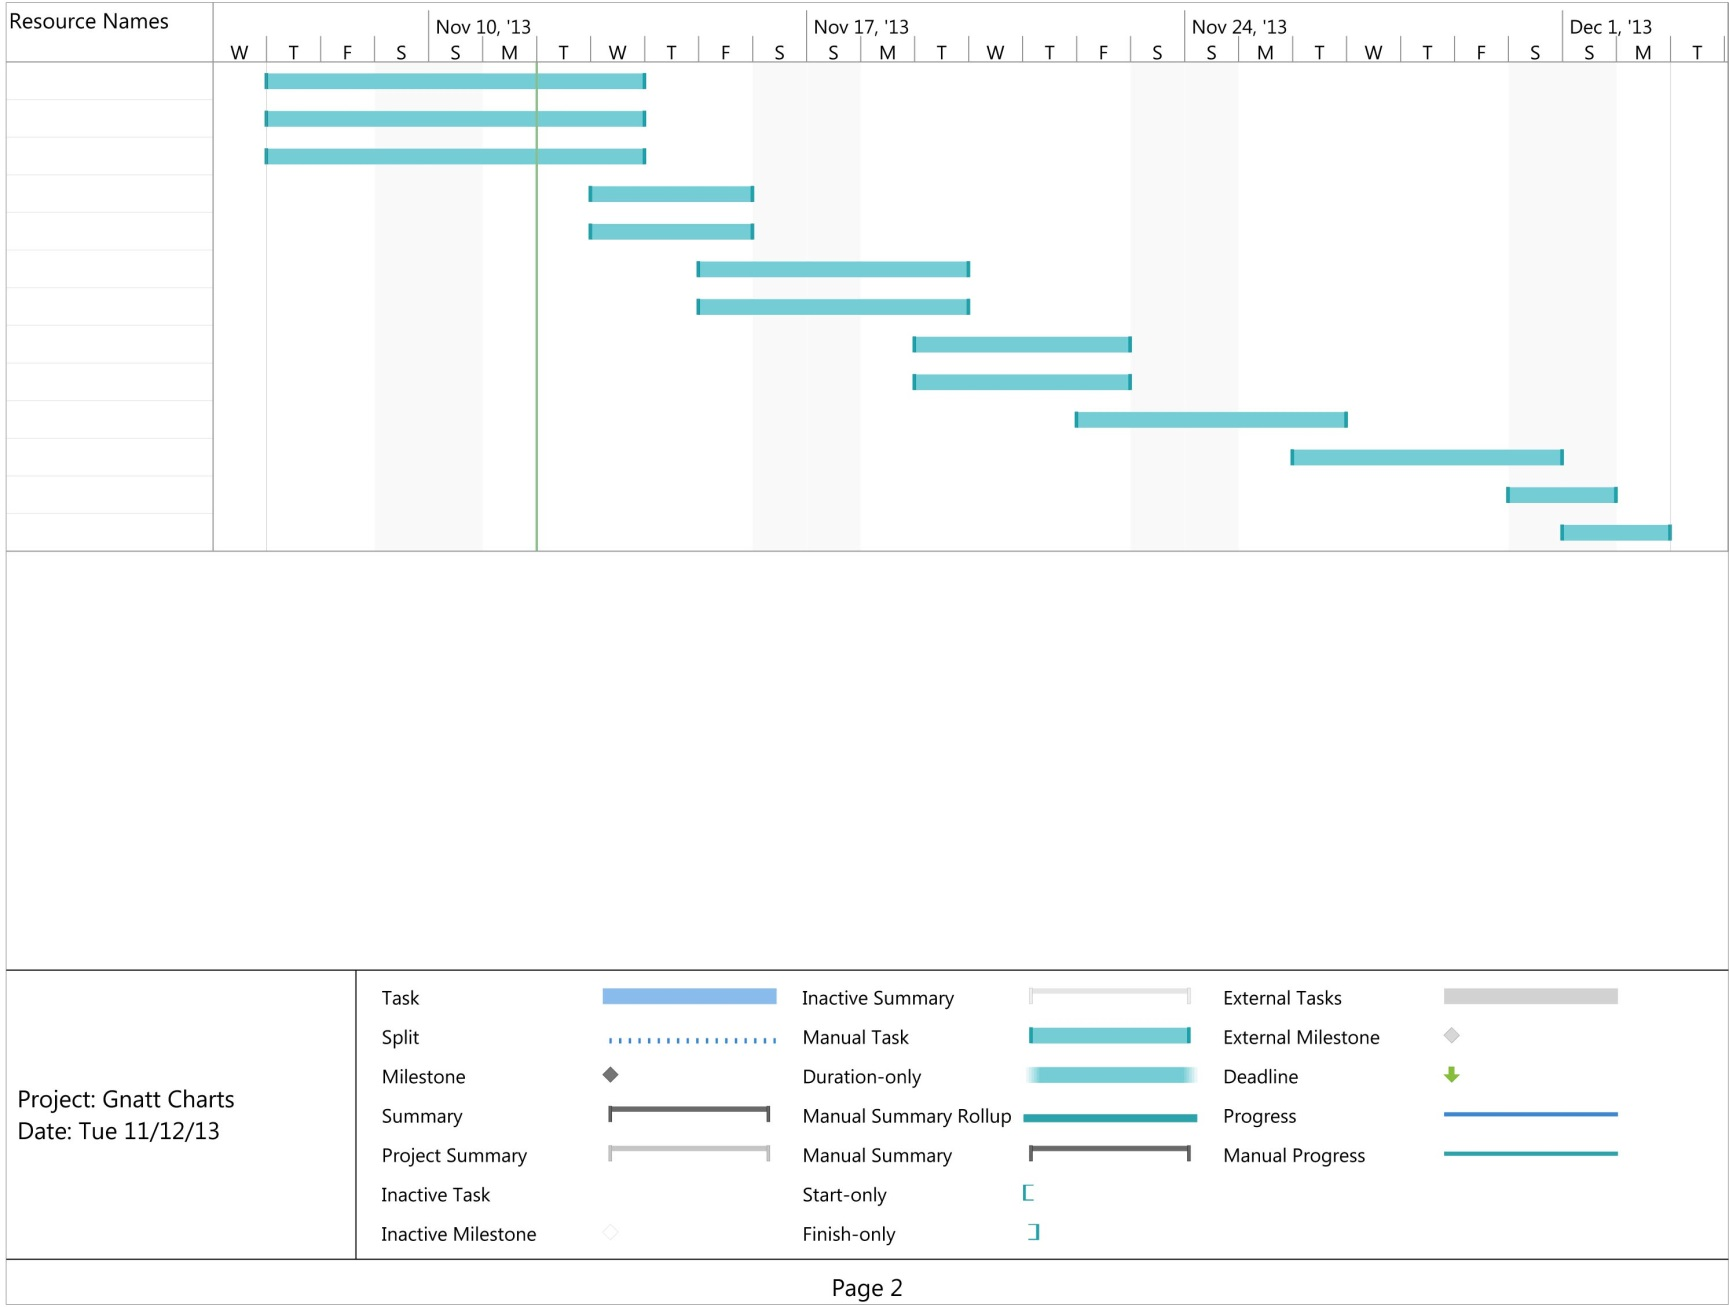 Resource Names
Nov 10, '13 Nov 17, '13 Nov 24, '13 Dec 1, '13
W T F S S M T W T F S S M T W T F S S M T W T F S S M T
Task Inactive Summary External Tasks
Split Manual Task External Milestone
Milestone Duration-only Deadline
Summary Manual Summary Rollup Progress
Project Summary Manual Summary Manual Progress
Inactive Task Start-only
Inactive Milestone Finish-only
Project: Gnatt Charts
Date: Tue 11/12/13
Page 2